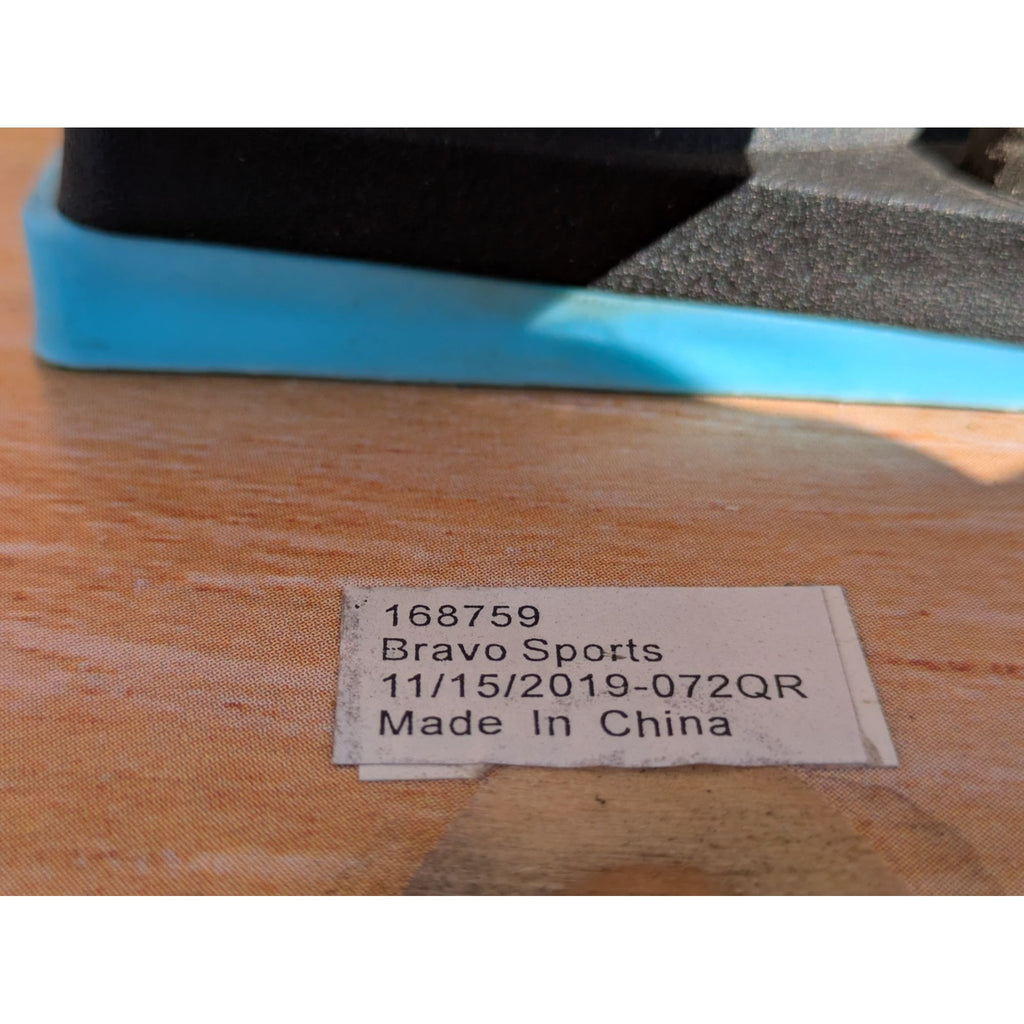 168759
Bravo Sports
11/15/2019-072QR
Made In China